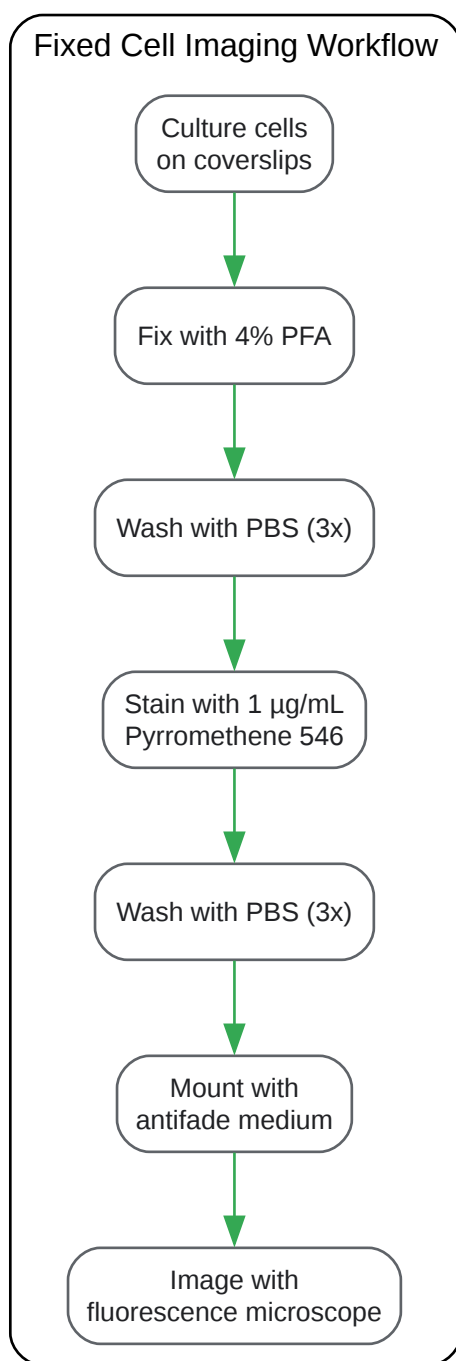 Fixed Cell Imaging Workflow
Culture cells
on coverslips
Fix with 4% PFA
Wash with PBS (3x)
Stain with 1 µg/mL
Pyrromethene 546
Wash with PBS (3x)
Mount with
antifade medium
Image with
fluorescence microscope